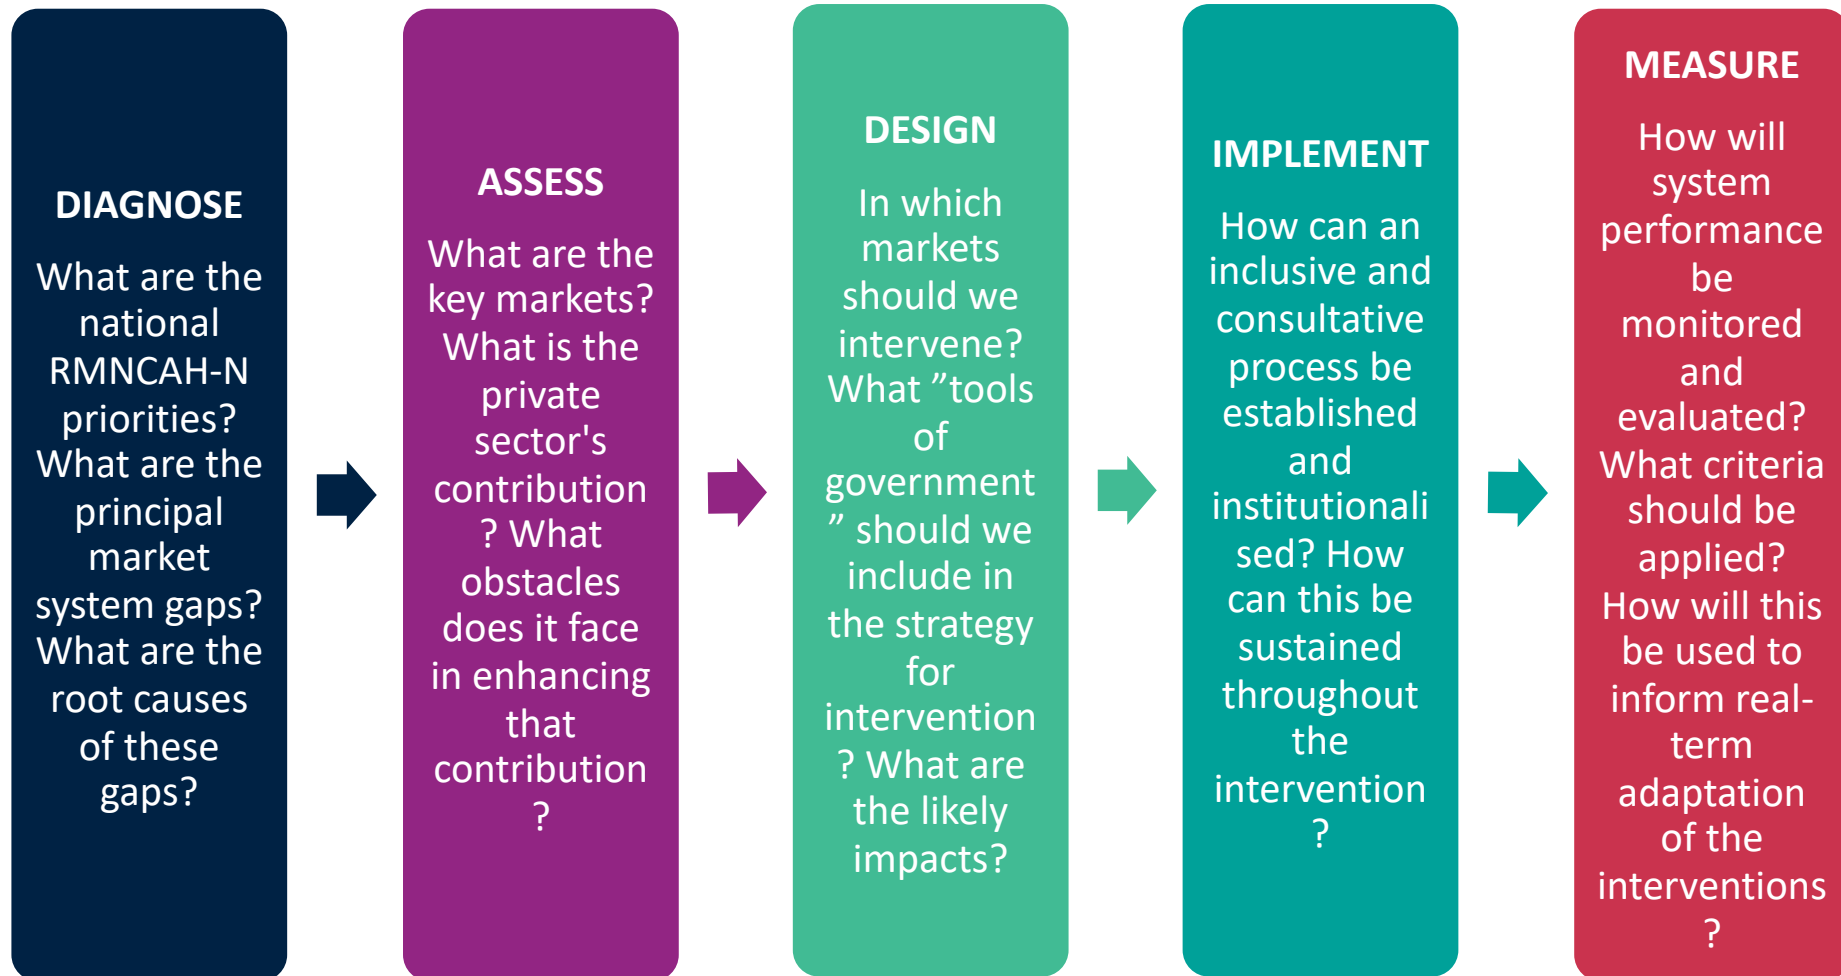 DIAGNOSE
What are the
national
RMNCAH-N
priorities?
What are the
principal
market
system gaps?
What are the
root causes
of these
gaps?
ASSESS
What are the
key markets?
What is the
private
sector's
contribution
? What
obstacles
does it face
in enhancing
that
contribution
?
DESIGN
In which
markets
should we
intervene?
What ”tools
of
government
” should we
include in
the strategy
for
intervention
? What are
the likely
impacts?
IMPLEMENT
How can an
inclusive and
consultative
process be
established
and
institutionali
sed? How
can this be
sustained
throughout
the
intervention
?
MEASURE
How will
system
performance
be
monitored
and
evaluated?
What criteria
should be
applied?
How will this
be used to
inform real-
term
adaptation
of the
interventions
?